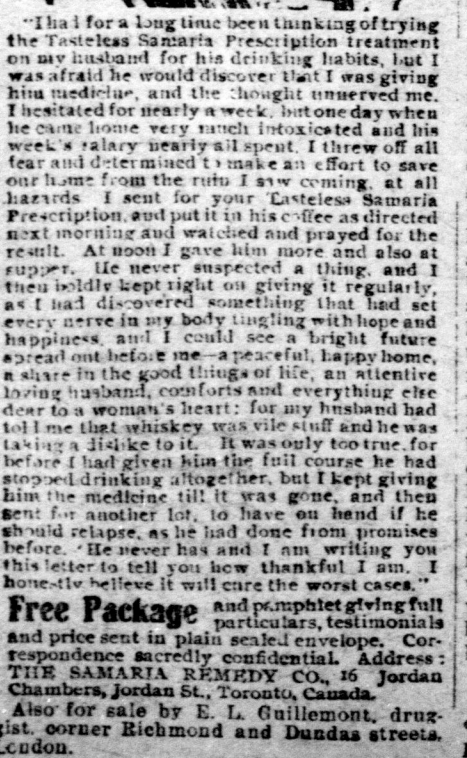 "I had for a long time been thinking of trying
the Tasteless Samaria Prescription treatment
on my husband for his drinking habits, but I
was afraid he would discover that I was giving
him medicine, and the thought unnerved me.
I hesitated for nearly a week, but one day when
he came home very much intoxicated and his
week's salary nearly all spent, I threw off all
fear and determined to make an effort to save
our home from the ruin I saw coming, at all
hazards I sent for your Tasteless Samaria
Prescription, and put it in his coffee as directed
next morning and watched and prayed for the
result. At noon I gave him more and also at
supper. He never suspected a thing, and I
then boldly kept right on giving it regularly,
as I had discovered something that had set
every nerve in my body tingling with hope and
happiness, and I could see a bright future
spread out before me—a peaceful, happy home,
a share in the good things of life, an attentive
loving husband, comforts and everything else
dear to a woman's heart; for my husband had
told me that whiskey was vile stuff and he was
taking a dislike to it. It was only too true, for
before I had given him the full course he had
stopped drinking altogether, but I kept giving
him the medicine till it was gone, and then
sent for another lot, to have on hand if he
should relapse, as he had done from promises
before. He never has and I am writing you
this letter to tell you how thankful I am. I
honestly believe it will cure the worst cases."
Free Package and pamphlet giving full
particulars, testimonials
and price sent in plain sealed envelope. Cor-
respondence sacredly confidential. Address:
THE SAMARIA REMEDY CO., 16 Jordan
Chambers, Jordan St., Toronto, Canada.
Also for sale by E. L. Guillemont, drug-
gist, corner Richmond and Dundas streets,
London.